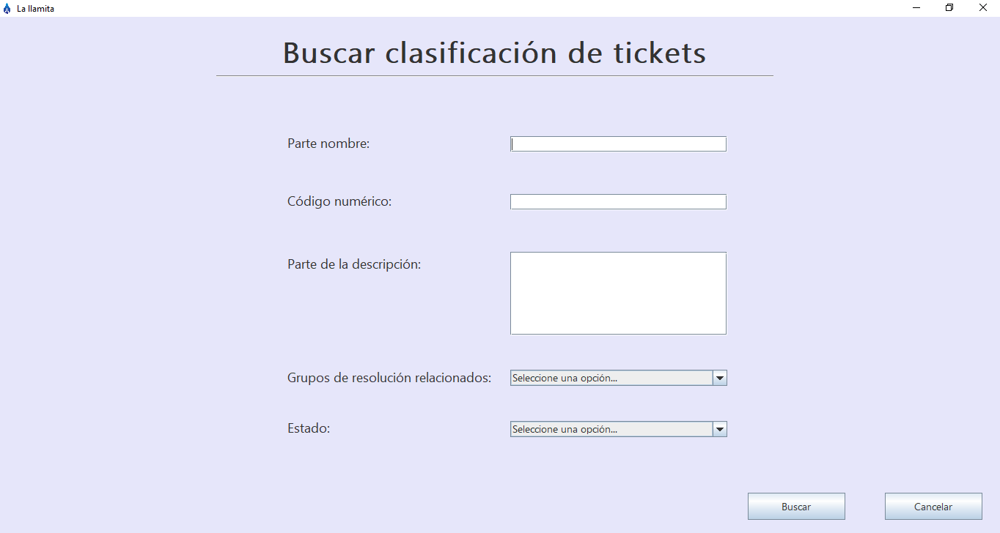 La llamita
Buscar clasificación de tickets
Parte nombre:
Código numérico:
Parte de la descripción:
Grupos de resolución relacionados: Seleccione una opción...
Estado: Seleccione una opción...
Buscar Cancelar